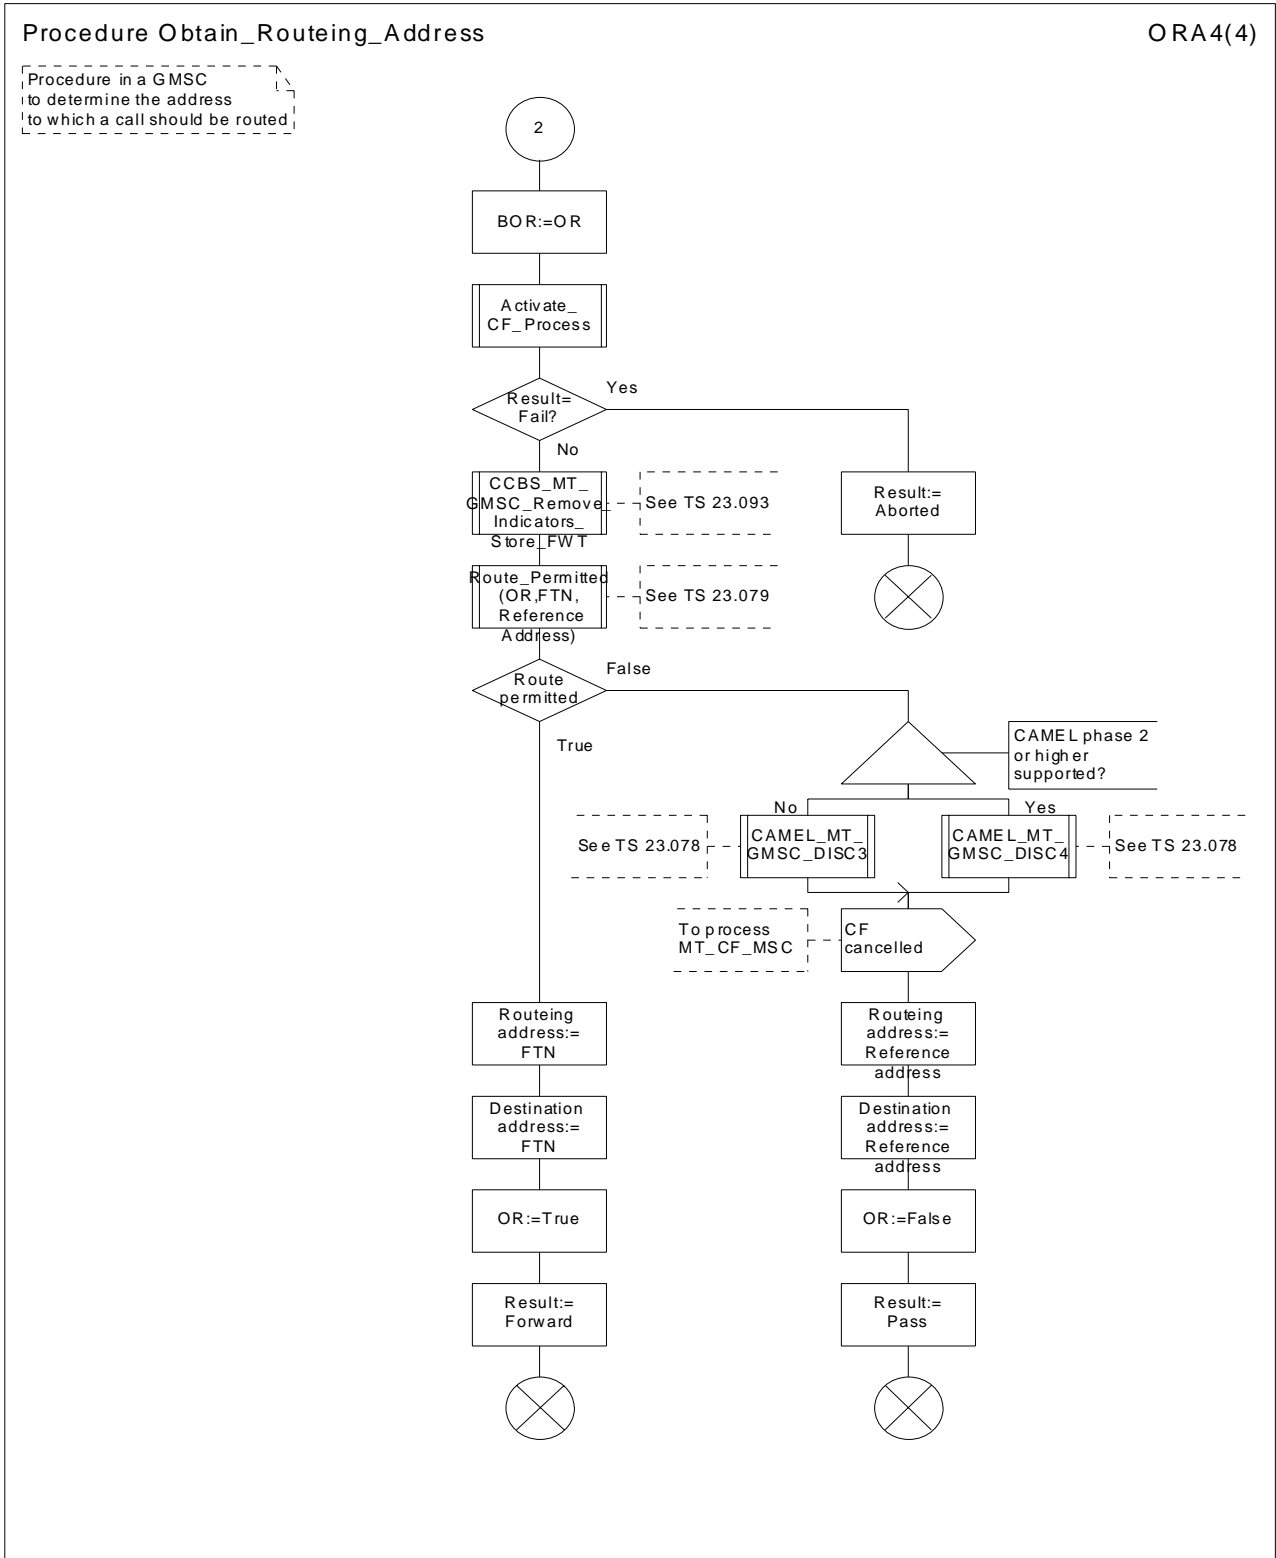 Procedure Obtain_Routeing_Address
ORA4(4)
Procedure in a GMSC
to determine the address
to which a call should be routed
2
BOR:=OR
Activate_
CF_Process
Result=
Fail?
Yes
No
CCBS_MT_
GMSC_Remove_
Indicators_
Store_FWT
See TS 23.093
Result:=
Aborted
Route_Permitted
(OR,FTN,
Reference
Address)
See TS 23.079
Route
permitted
False
True
CAMEL phase 2
or higher
supported?
No
Yes
See TS 23.078
CAMEL_MT_
GMSC_DISC3
CAMEL_MT_
GMSC_DISC4
See TS 23.078
To process
MT_CF_MSC
CF
cancelled
Routeing
address:=
FTN
Routeing
address:=
Reference
address
Destination
address:=
FTN
Destination
address:=
Reference
address
OR:=True
OR:=False
Result:=
Forward
Result:=
Pass